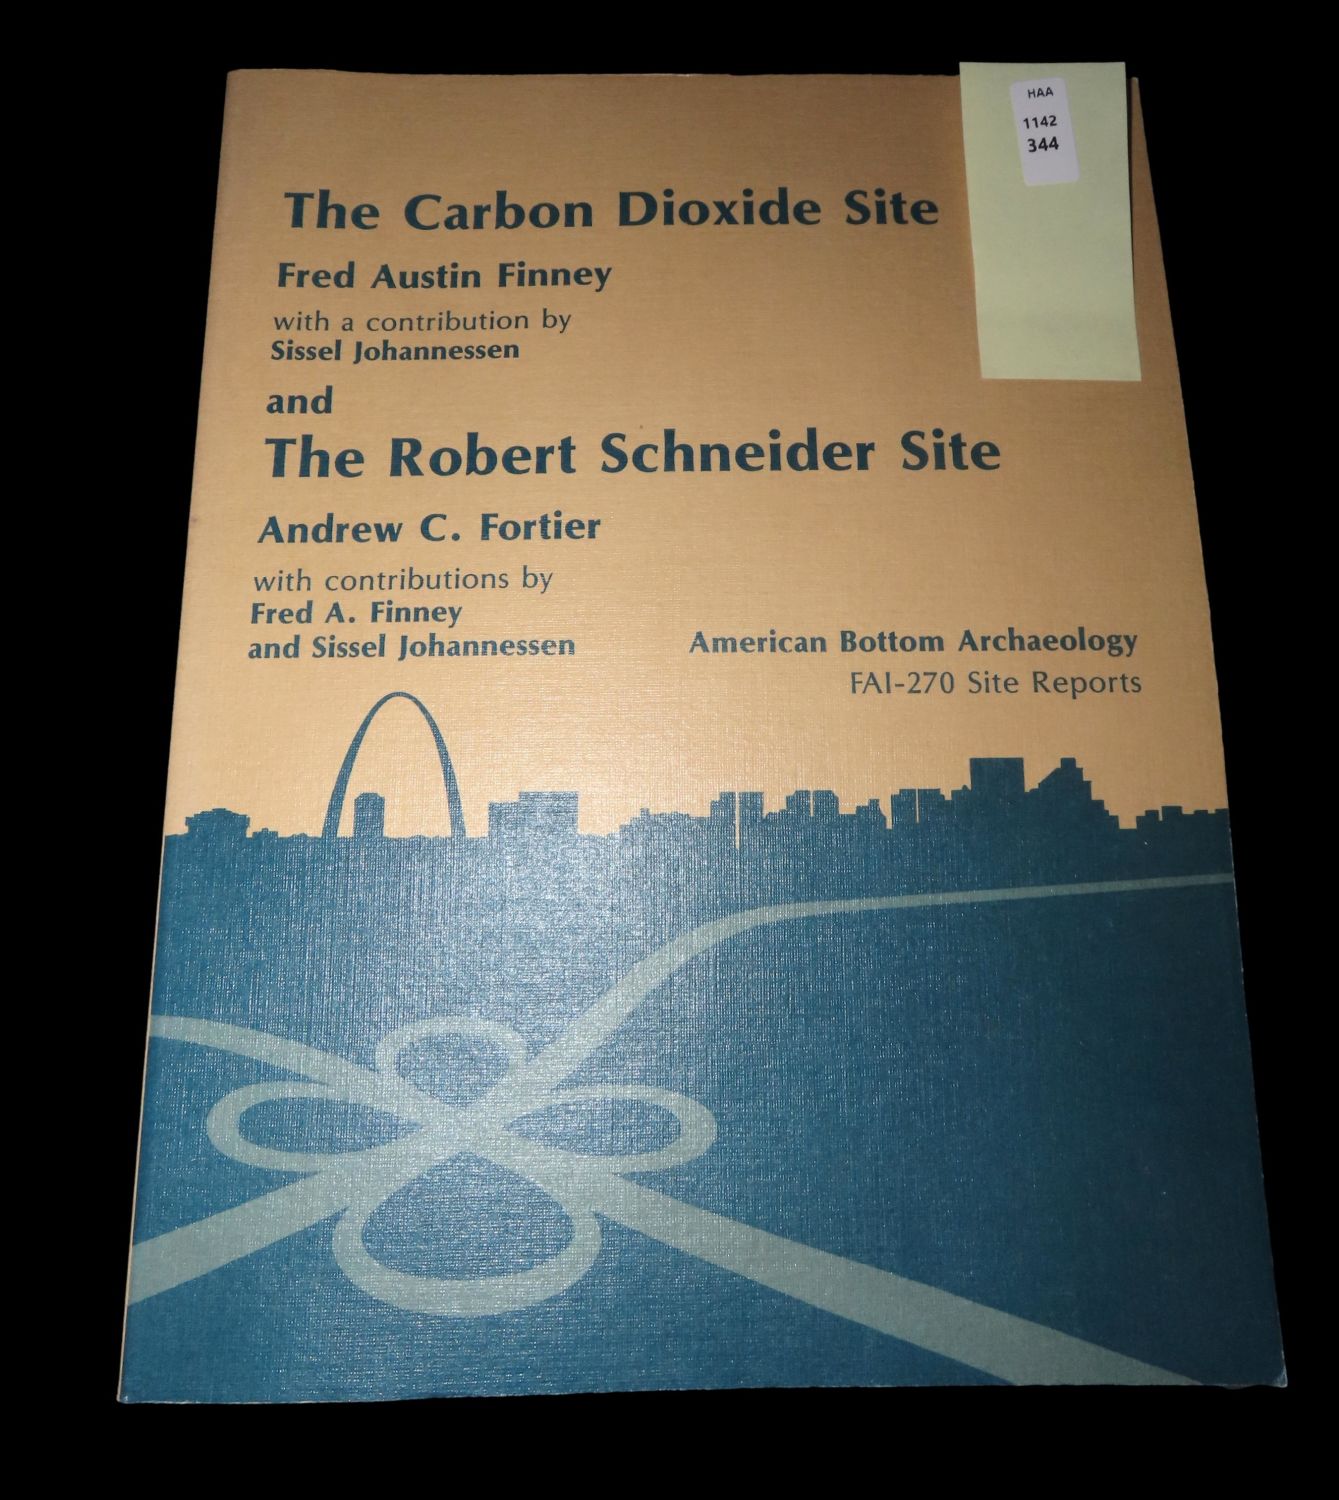 HAA
1142
344
The Carbon Dioxide Site
Fred Austin Finney
with a contribution by
Sissel Johannessen
and
The Robert Schneider Site
Andrew C. Fortier
with contributions by
Fred A. Finney
and Sissel Johannessen
American Bottom Archaeology
FAI-270 Site Reports